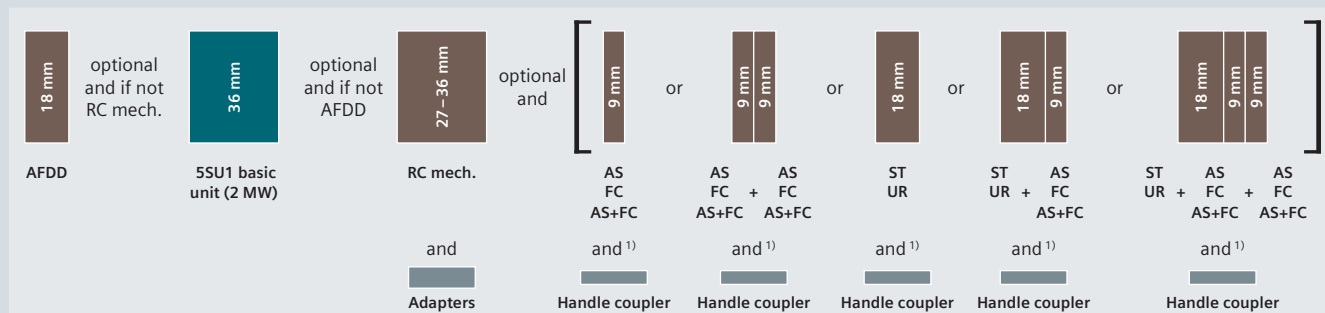 18 mm
optional
and if not
RC mech.
36 mm
optional
and if not
AFDD
27–36 mm
optional
and
9 mm
or
9 mm
9 mm
or
18 mm
or
18 mm
9 mm
or
18 mm
9 mm
9 mm
AFDD
5SU1 basic
unit (2 MW)
RC mech.
AS
FC
AS+FC
AS AS
FC + FC
AS+FC AS+FC
ST
UR
ST AS
UR + FC
AS+FC
ST AS AS
UR + FC + FC
AS+FC AS+FC
and
and 1)
and 1)
and 1)
and 1)
and 1)
Adapters
Handle coupler
Handle coupler
Handle coupler
Handle coupler
Handle coupler